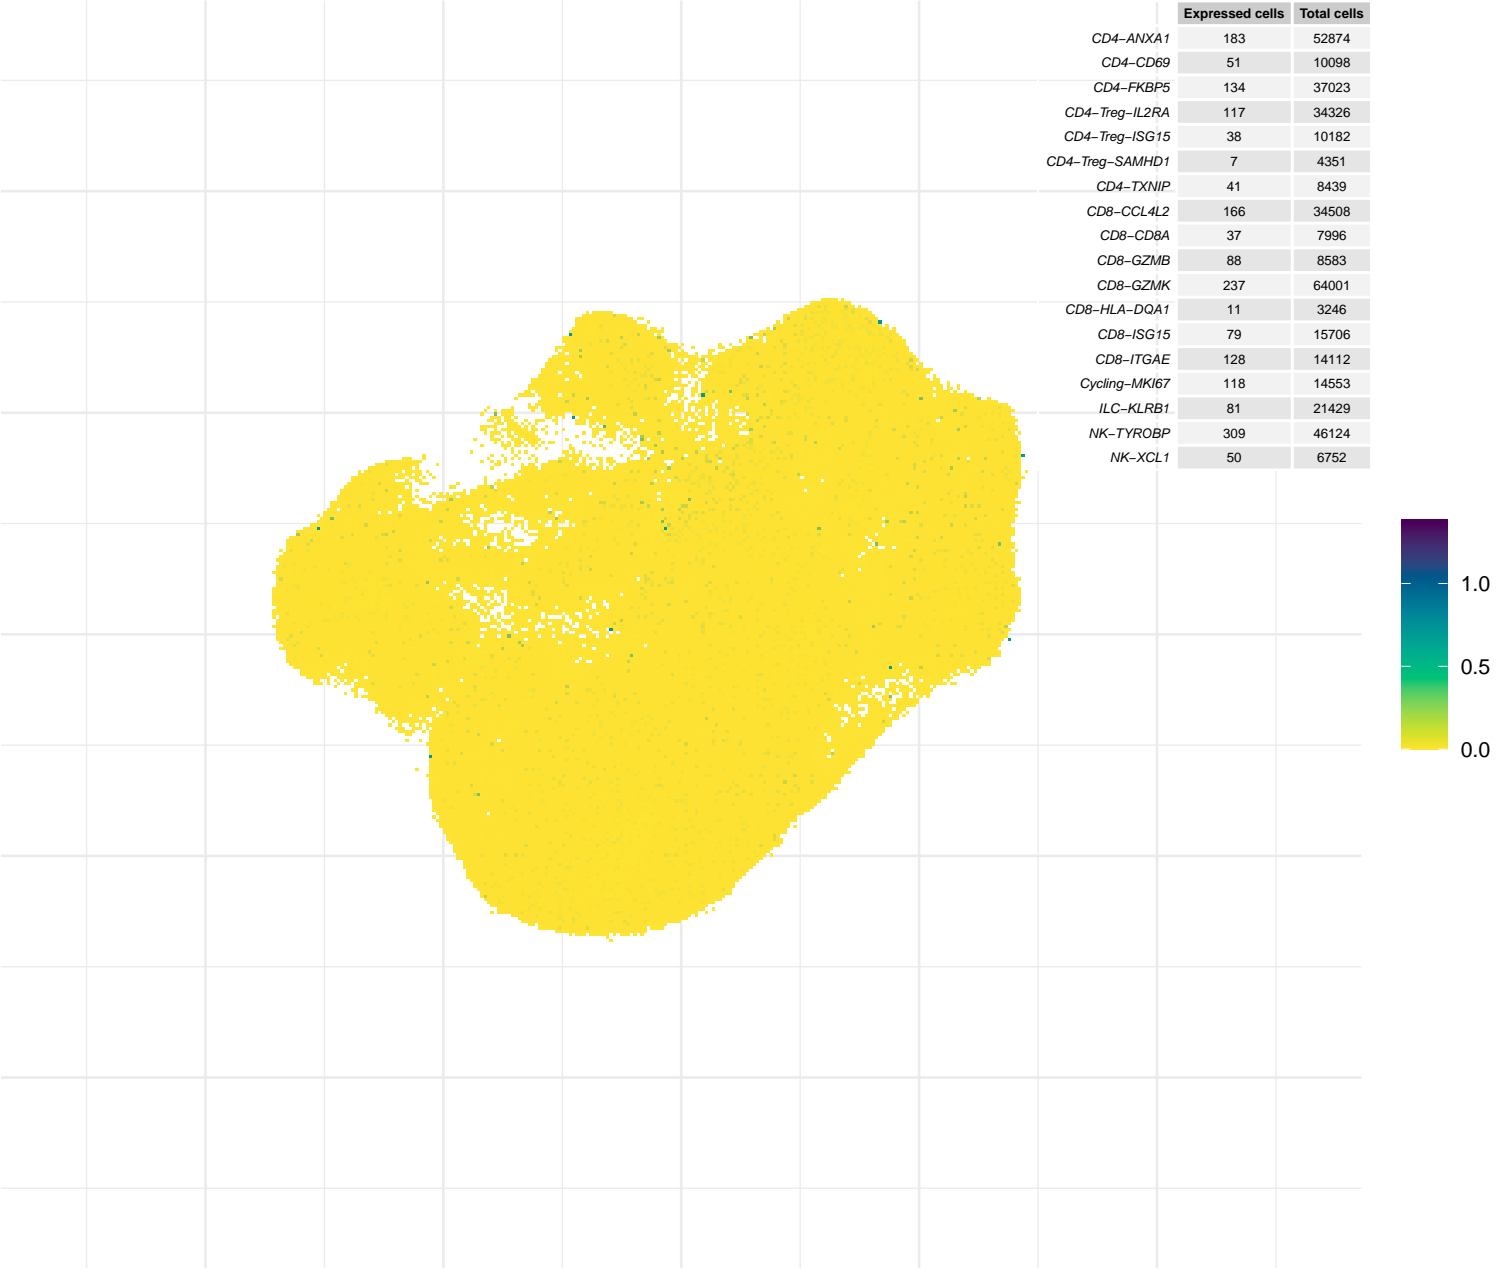 Expressed cells Total cells
CD4−ANXA1 183 52874
CD4−CD69 51 10098
CD4−FKBP5 134 37023
CD4−Treg−IL2RA 117 34326
CD4−Treg−ISG15 38 10182
CD4−Treg−SAMHD1 7 4351
CD4−TXNIP 41 8439
CD8−CCL4L2 166 34508
CD8−CD8A 37 7996
CD8−GZMB 88 8583
CD8−GZMK 237 64001
CD8−HLA−DQA1 11 3246
CD8−ISG15 79 15706
CD8−ITGAE 128 14112
Cycling−MKI67 118 14553
ILC−KLRB1 81 21429
NK−TYROBP 309 46124
NK−XCL1 50 6752
1.0
0.5
0.0